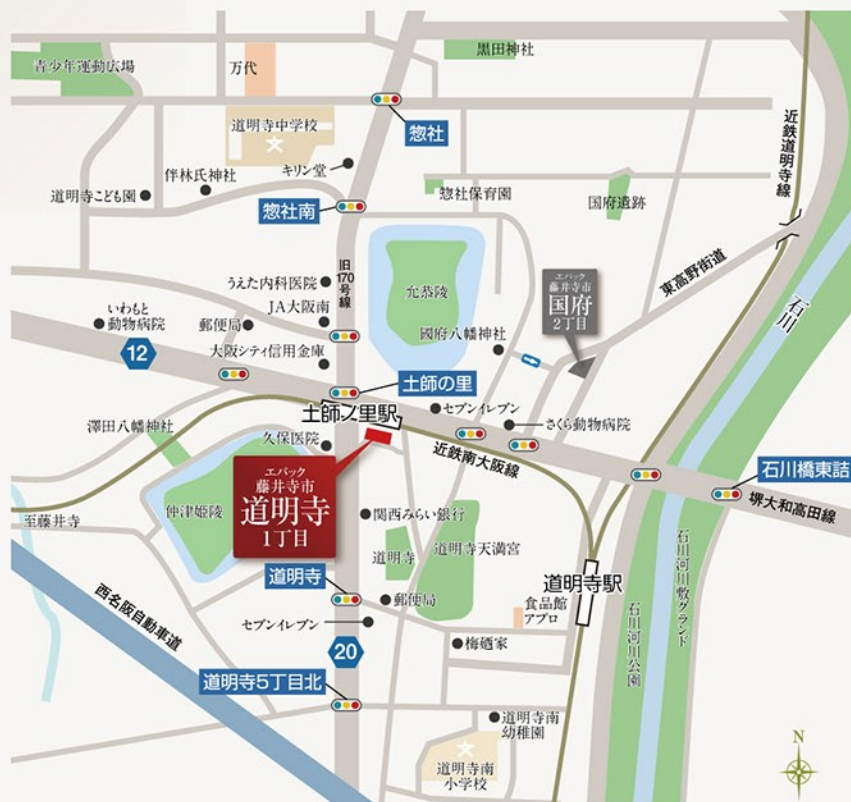 黒田神社
青少年運動広場
万代
惣社
道明寺中学校
近鉄道明寺線
キリン堂
伴林氏神社
道明寺こども園
惣社保育園
国府遺跡
惣社南
旧170号線
允恭陵
エバック
藤井寺市
国府
2丁目
東高野街道
石川
うえた内科医院
JA大阪南
いわもと
動物病院
郵便局
國府八幡神社
12
大阪シティ信用金庫
土師の里
土師ノ里駅
セブンイレブン
さくら動物病院
澤田八幡神社
久保医院
近鉄南大阪線
石川橋東詰
堺大和高田線
エバック
藤井寺市
道明寺
1丁目
仲津姫陵
至藤井寺
関西みらい銀行
道明寺
道明寺天満宮
石川河川敷グランド
西名阪自動車道
道明寺
郵便局
道明寺駅
食品館
アプロ
石川河川公園
セブンイレブン
20
梅廼家
道明寺5丁目北
道明寺南
幼稚園
道明寺南
小学校
N